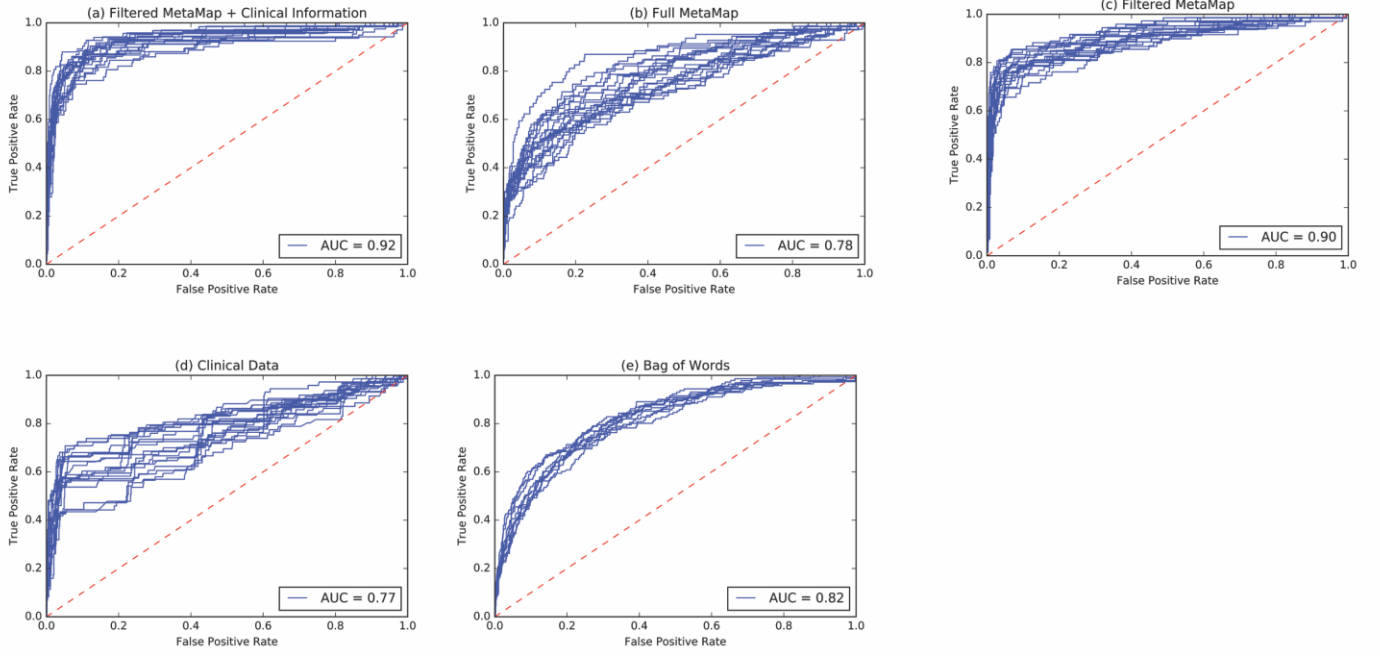 (a) Filtered MetaMap + Clinical Information
1.0
0.8
0.6
0.4
0.2
0.0
True Positive Rate
AUC = 0.92
0.0 0.2 0.4 0.6 0.8 1.0
False Positive Rate
(b) Full MetaMap
1.0
0.8
0.6
0.4
0.2
0.0
True Positive Rate
AUC = 0.78
0.0 0.2 0.4 0.6 0.8 1.0
False Positive Rate
(c) Filtered MetaMap
1.0
0.8
0.6
0.4
0.2
0.0
True Positive Rate
AUC = 0.90
0.0 0.2 0.4 0.6 0.8 1.0
False Positive Rate
(d) Clinical Data
1.0
0.8
0.6
0.4
0.2
0.0
True Positive Rate
AUC = 0.77
0.0 0.2 0.4 0.6 0.8 1.0
False Positive Rate
(e) Bag of Words
1.0
0.8
0.6
0.4
0.2
0.0
True Positive Rate
AUC = 0.82
0.0 0.2 0.4 0.6 0.8 1.0
False Positive Rate